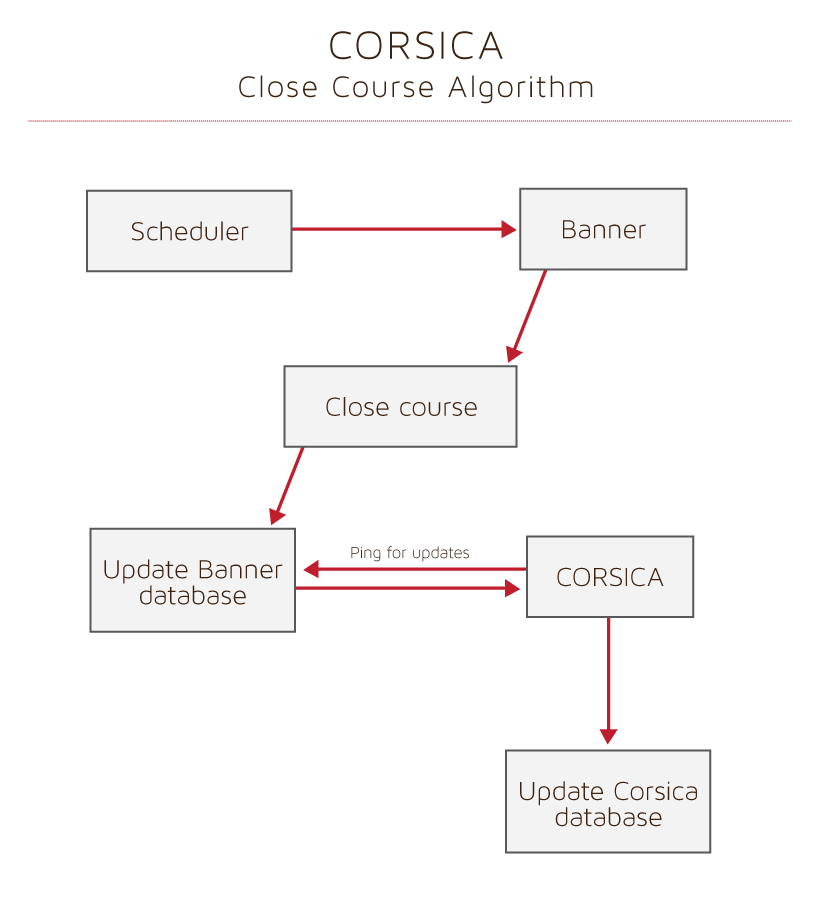 CORSICA
Close Course Algorithm
Scheduler
Banner
Close course
Update Banner
database
Ping for updates
CORSICA
Update Corsica
database